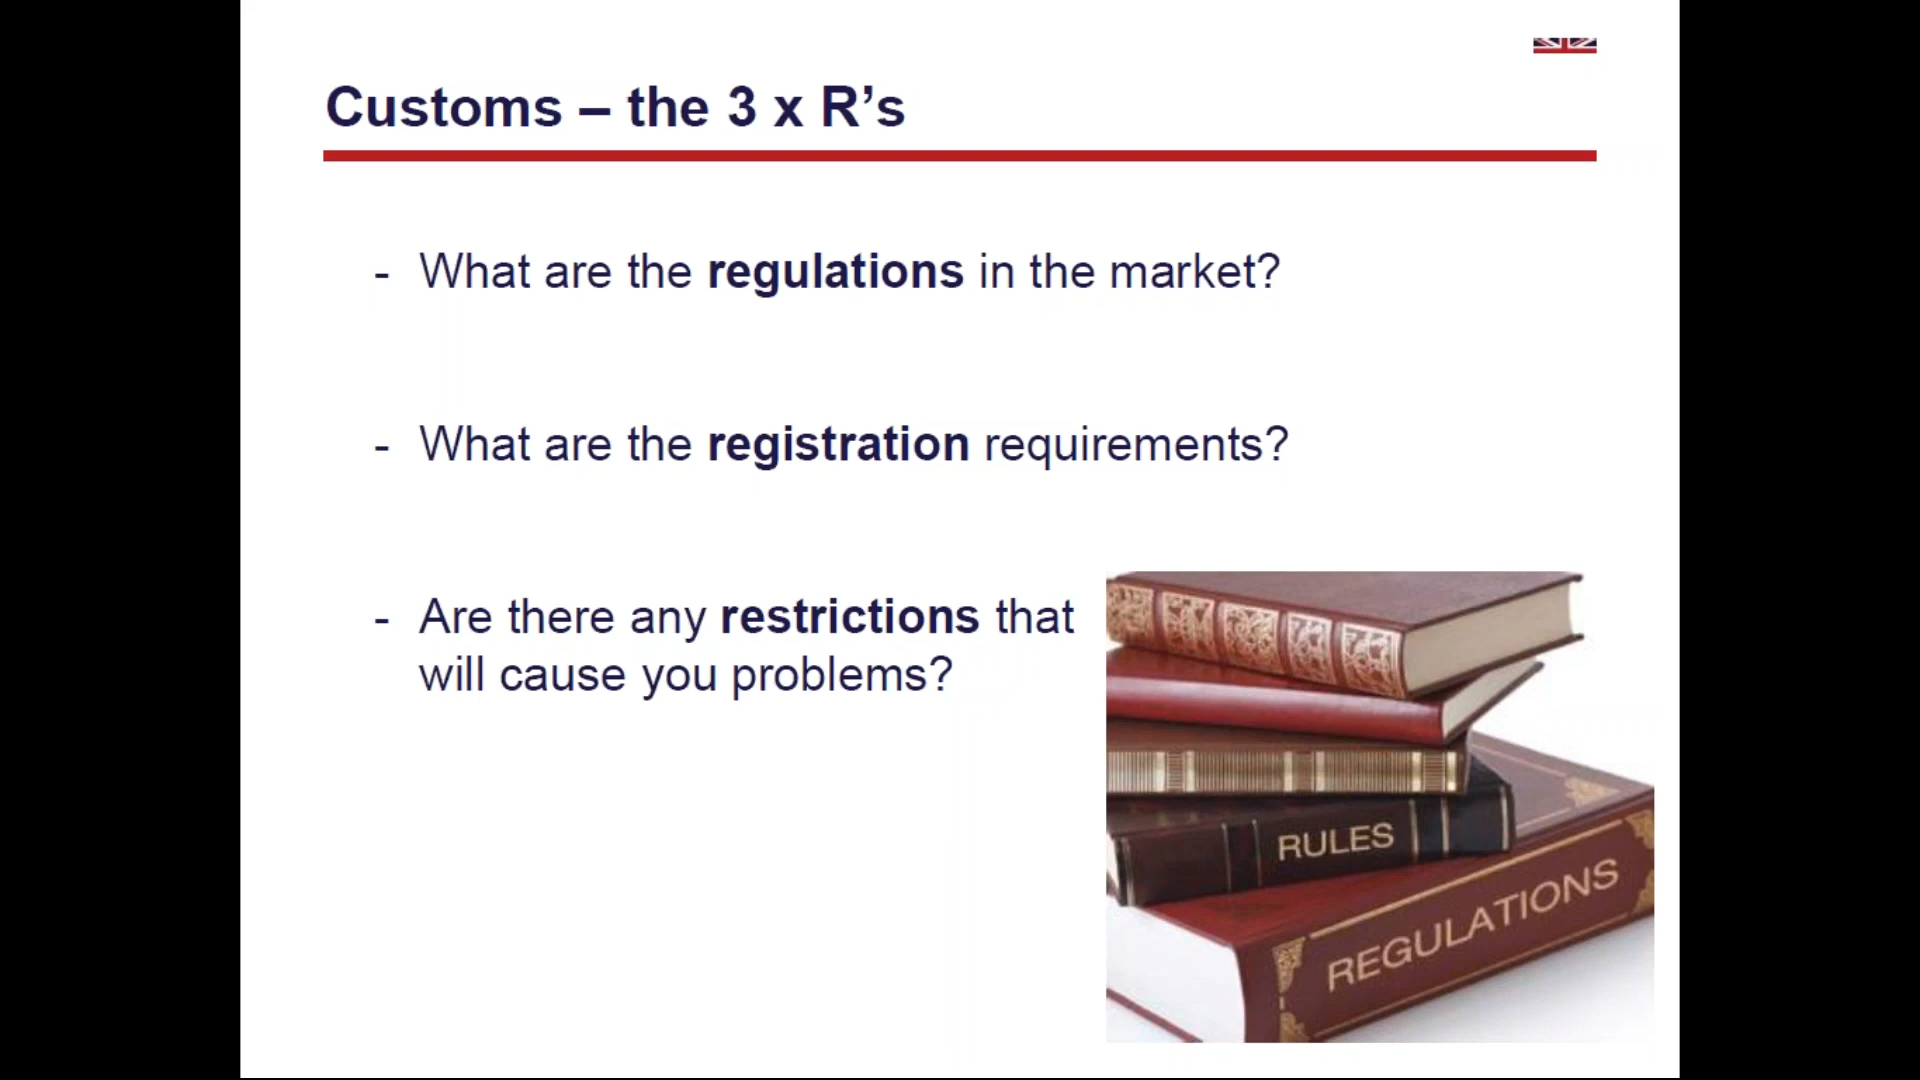 Customs – the 3 x R’s
- What are the regulations in the market?
- What are the registration requirements?
- Are there any restrictions that
will cause you problems?
RULES
REGULATIONS